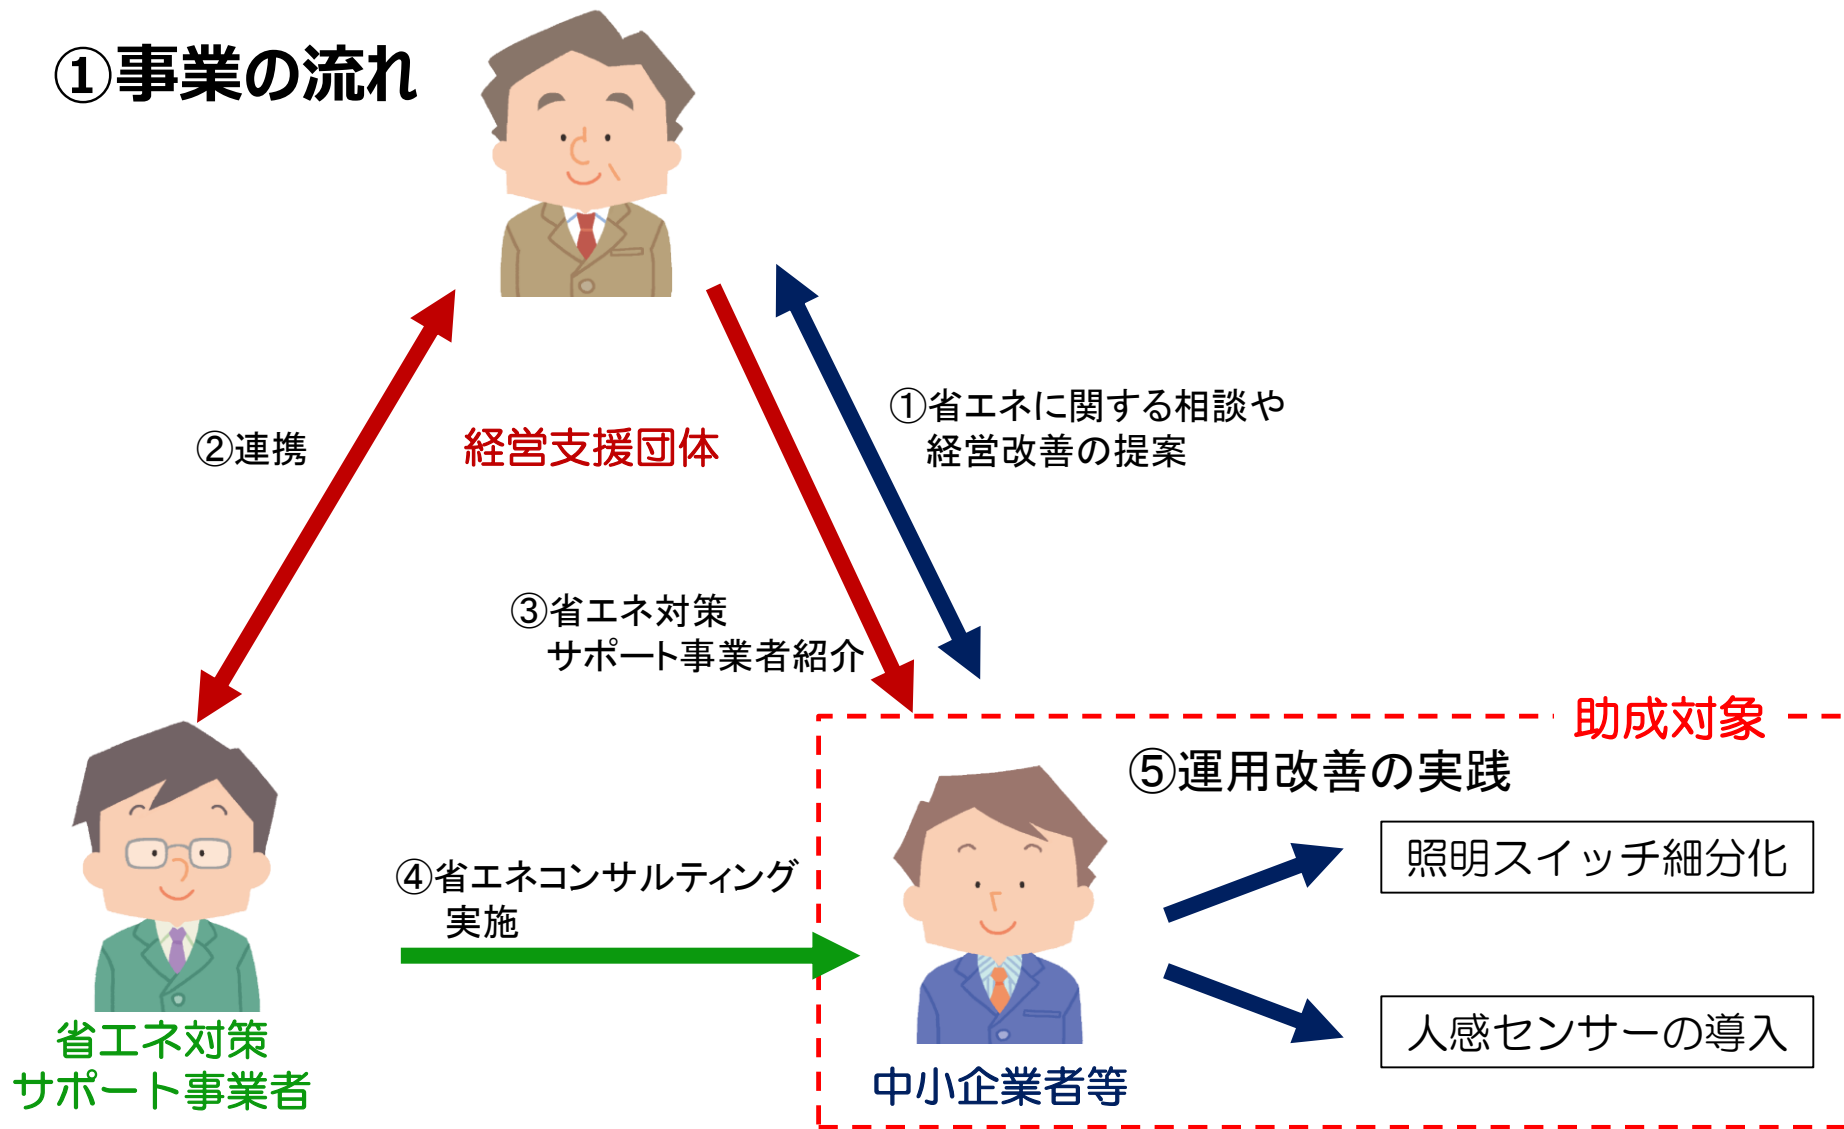 ①事業の流れ
①省エネに関する相談や
経営改善の提案
②連携
経営支援団体
③省エネ対策
サポート事業者紹介
助成対象
⑤運用改善の実践
照明スイッチ細分化
④省エネコンサルティング
実施
人感センサーの導入
省エネ対策
サポート事業者
中小企業者等